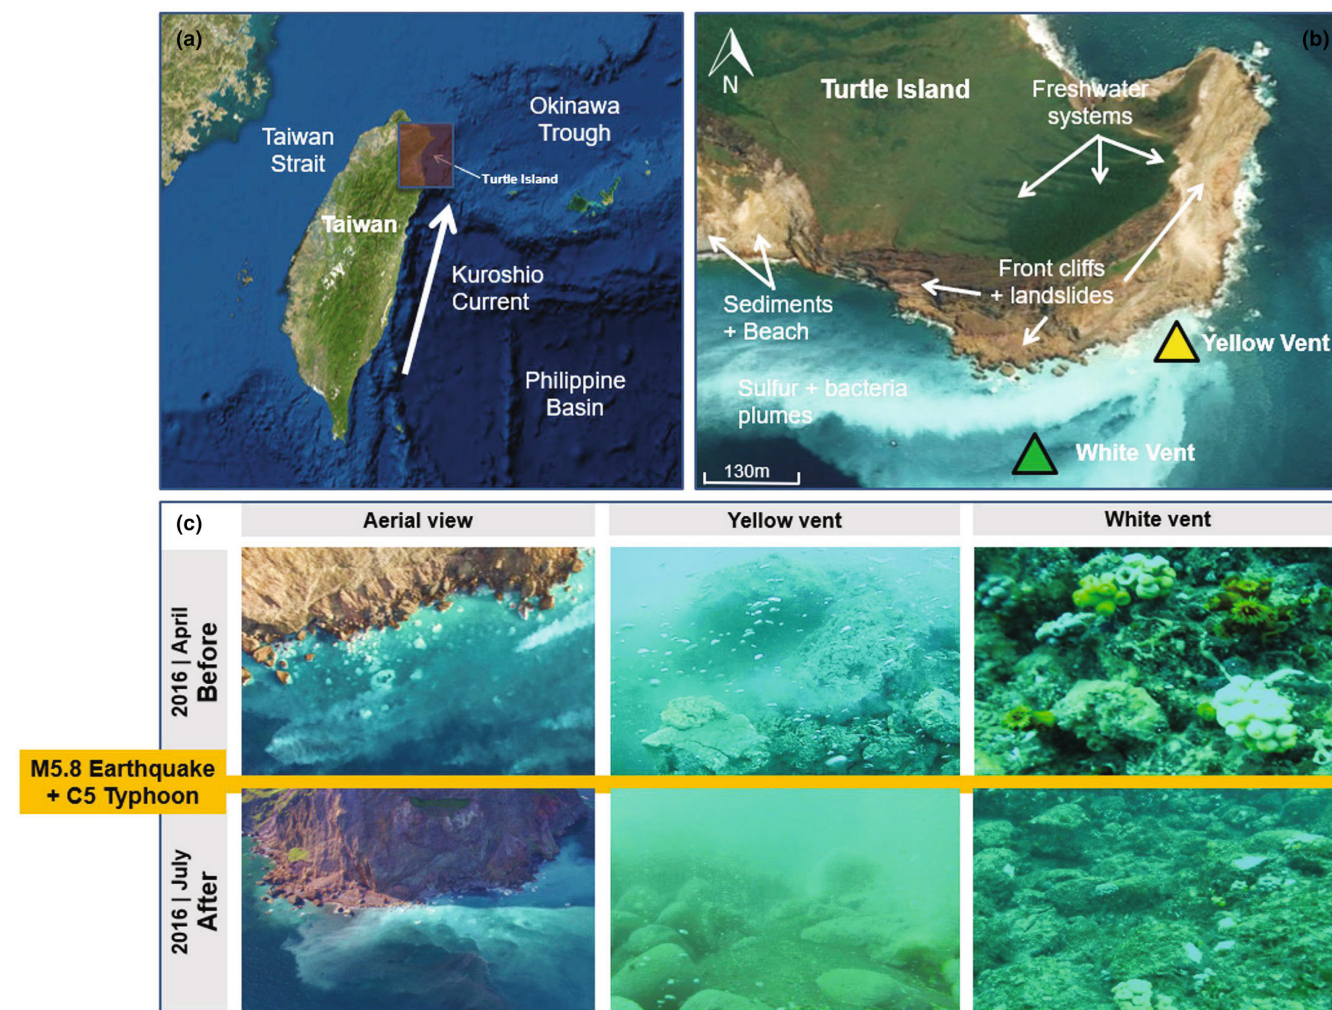 (a)
Taiwan
Strait
Okinawa
Trough
Turtle Island
Taiwan
Kuroshio
Current
Philippine
Basin
(b)
N
Turtle Island
Freshwater
systems
Front cliffs
+ landslides
Sediments
+ Beach
Yellow Vent
Sulfur + bacteria
plumes
White Vent
130m
(c)
Aerial view
Yellow vent
White vent
2016 | April
Before
M5.8 Earthquake
+ C5 Typhoon
2016 | July
After